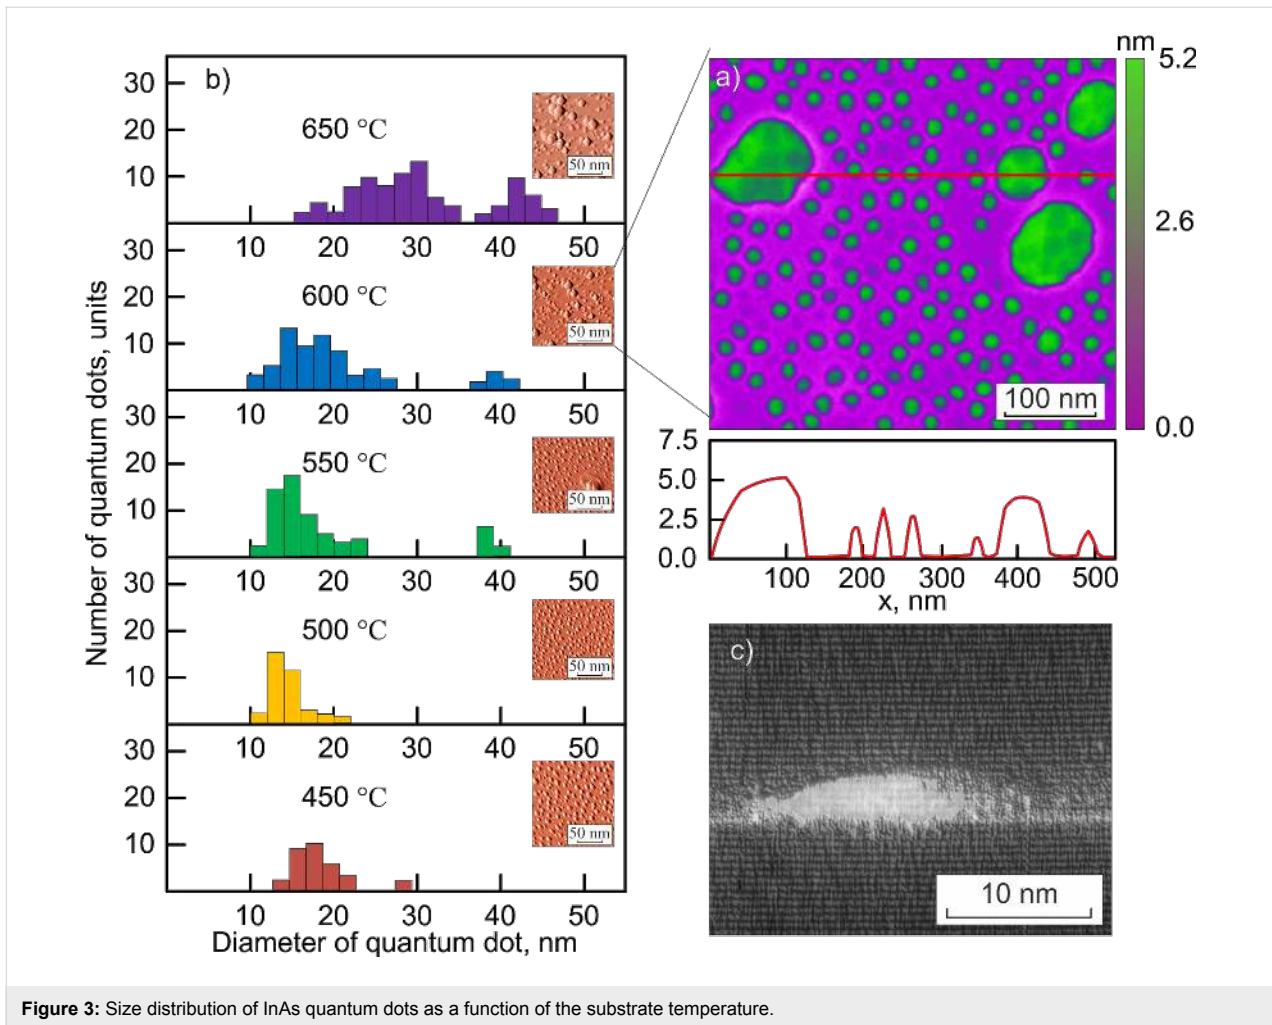 b)
30
20
10
650 °C
50 nm
10 20 30 40 50
30
20
10
600 °C
50 nm
10 20 30 40 50
30
20
10
550 °C
50 nm
10 20 30 40 50
30
20
10
500 °C
50 nm
10 20 30 40 50
30
20
10
450 °C
50 nm
10 20 30 40 50
Number of quantum dots, units
Diameter of quantum dot, nm
a)
nm
5.2
2.6
0.0
100 nm
7.5
5.0
2.5
0.0
100 200 300 400 500
x, nm
c)
10 nm
Figure 3: Size distribution of InAs quantum dots as a function of the substrate temperature.